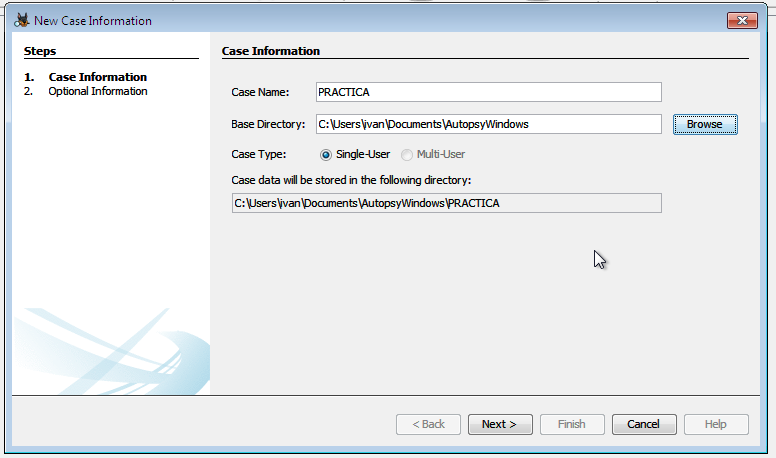 New Case Information
Steps
1. Case Information
2. Optional Information
Case Information
Case Name: PRACTICA
Base Directory: C:\Users\ivan\Documents\AutopsyWindows Browse
Case Type: Single-User Multi-User
Case data will be stored in the following directory:
C:\Users\ivan\Documents\AutopsyWindows\PRACTICA
< Back Next > Finish Cancel Help